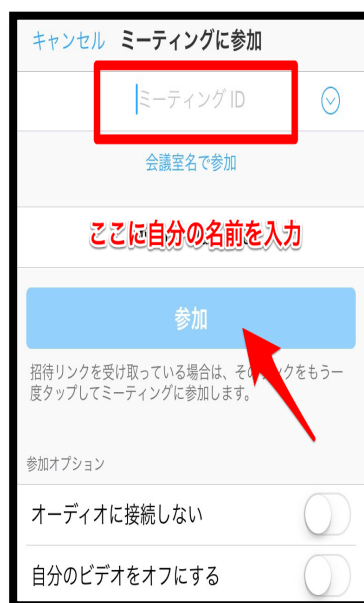 キャンセル ミーティングに参加
ミーティング ID
会議室名で参加
ここに自分の名前を入力
参加
招待リンクを受け取っている場合は、そのリンクをもう一
度タップしてミーティングに参加します。
参加オプション
オーディオに接続しない
自分のビデオをオフにする